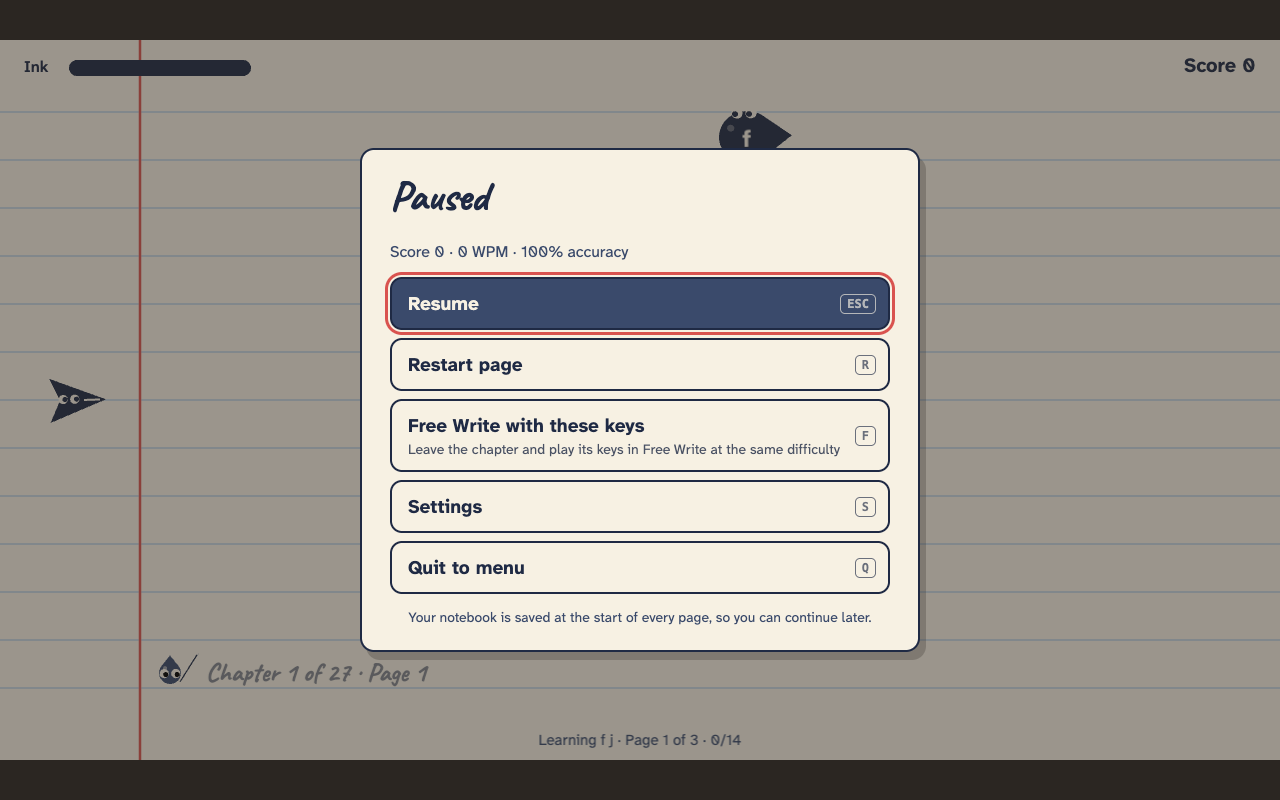 Ink
Score 0
f
Paused
Score 0 · 0 WPM · 100% accuracy
Resume ESC
Restart page R
Free Write with these keys F
Leave the chapter and play its keys in Free Write at the same difficulty
Settings S
Quit to menu Q
Your notebook is saved at the start of every page, so you can continue later.
Chapter 1 of 27 · Page 1
Learning f j · Page 1 of 3 · 0/14